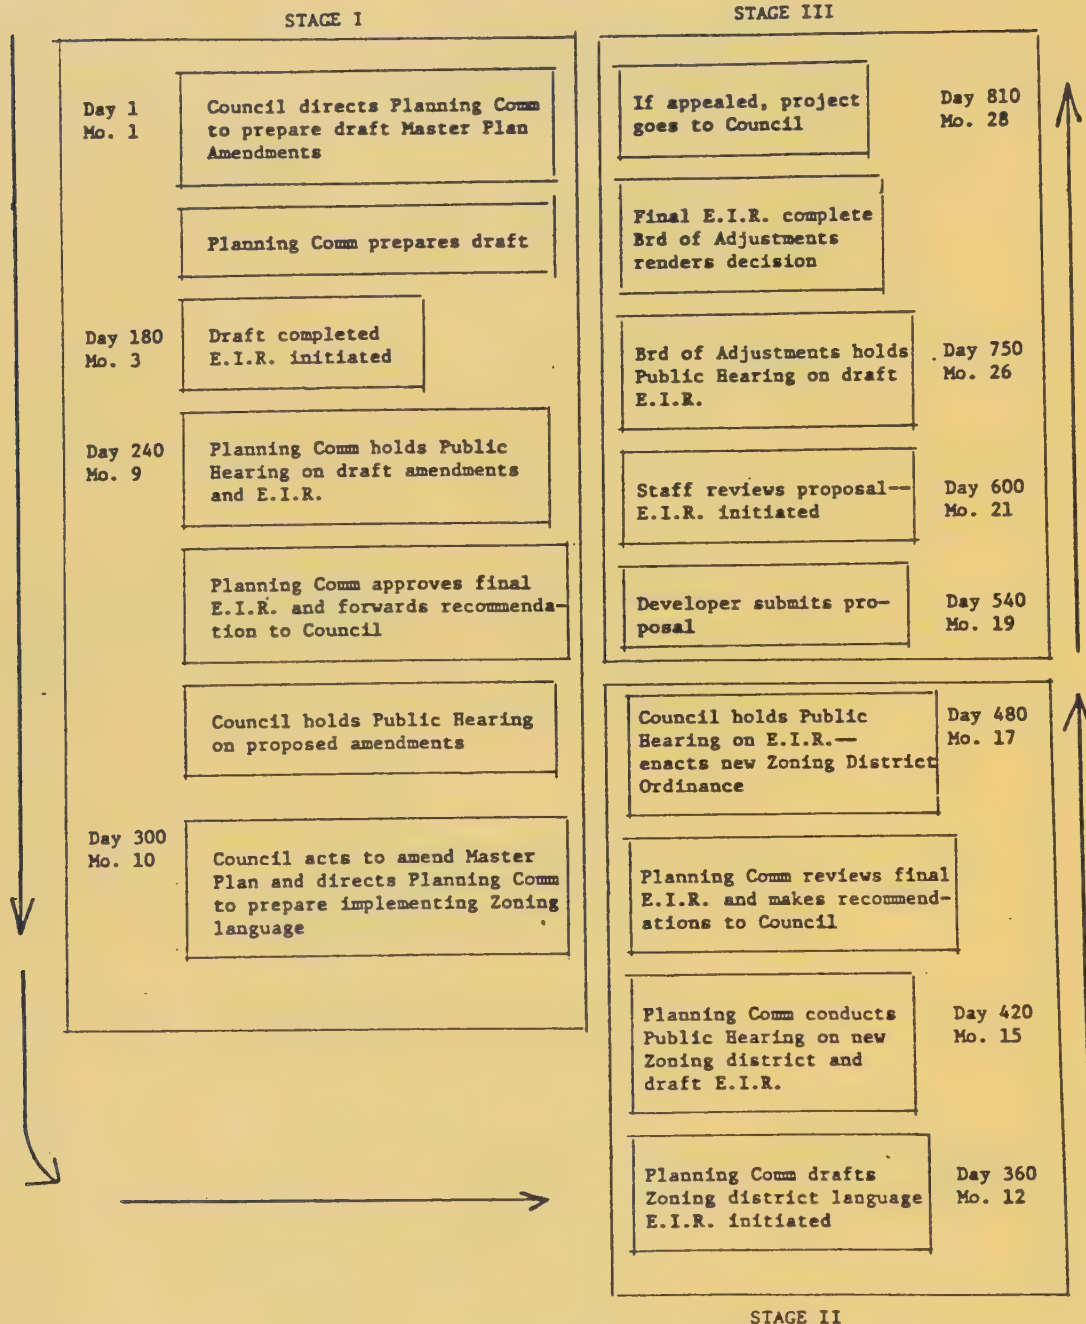 STAGE I
Day 1
Mo. 1
Council directs Planning Comm
to prepare draft Master Plan
Amendments
Planning Comm prepares draft
Day 180
Mo. 3
Draft completed
E.I.R. initiated
Day 240
Mo. 9
Planning Comm holds Public
Hearing on draft amendments
and E.I.R.
Planning Comm approves final
E.I.R. and forwards recommenda-
tion to Council
Council holds Public Hearing
on proposed amendments
Day 300
Mo. 10
Council acts to amend Master
Plan and directs Planning Comm
to prepare implementing Zoning
language
STAGE III
If appealed, project
goes to Council
Day 810
Mo. 28
Final E.I.R. complete
Brd of Adjustments
renders decision
Brd of Adjustments holds
Public Hearing on draft
E.I.R.
Day 750
Mo. 26
Staff reviews proposal--
E.I.R. initiated
Day 600
Mo. 21
Developer submits pro-
posal
Day 540
Mo. 19
Council holds Public
Hearing on E.I.R.—
enacts new Zoning District
Ordinance
Day 480
Mo. 17
Planning Comm reviews final
E.I.R. and makes recommend-
ations to Council
Planning Comm conducts
Public Hearing on new
Zoning district and
draft E.I.R.
Day 420
Mo. 15
Planning Comm drafts
Zoning district language
E.I.R. initiated
Day 360
Mo. 12
STAGE II